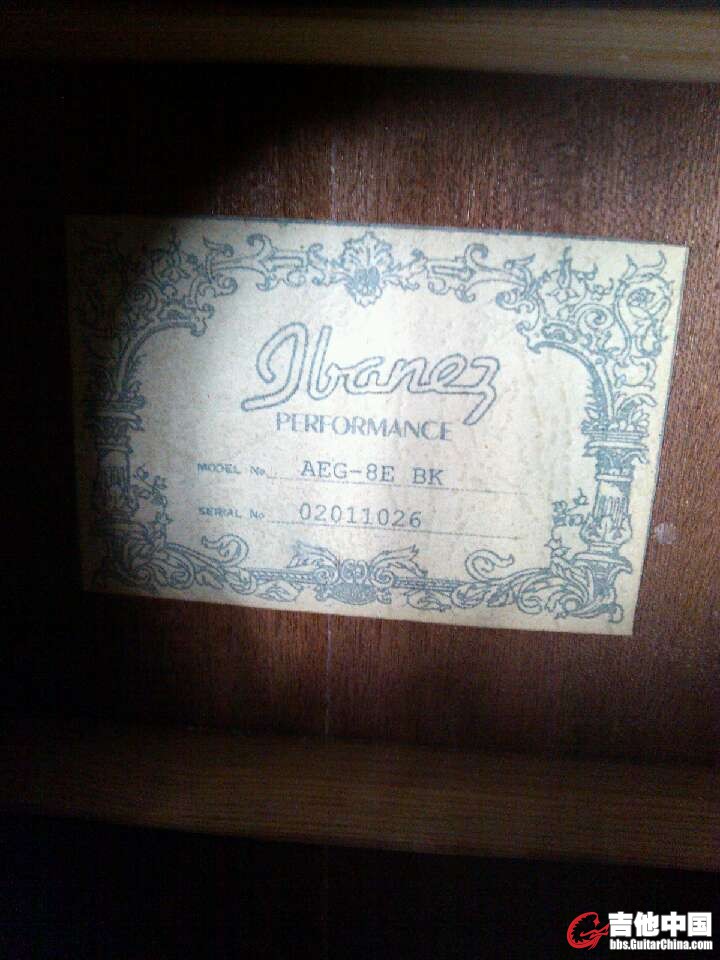 Ibanez
PERFORMANCE
MODEL No. AEG-8E BK
SERIAL No. 02011026
吉他中国
bbs.GuitarChina.com